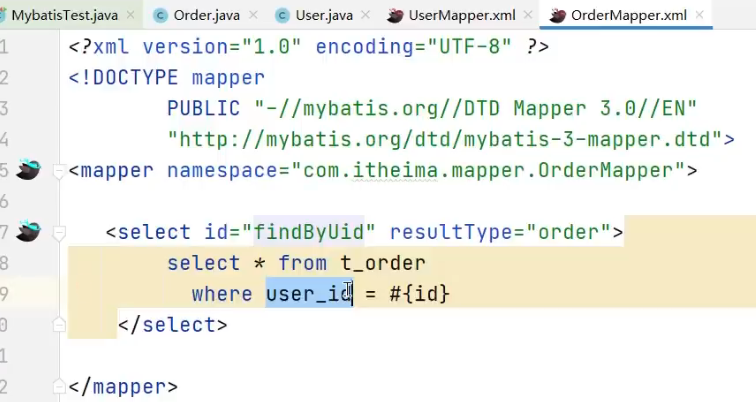 MybatisTest.java Order.java User.java UserMapper.xml OrderMapper.xml
1 <?xml version="1.0" encoding="UTF-8" ?>
2 <!DOCTYPE mapper
3 PUBLIC "-//mybatis.org//DTD Mapper 3.0//EN"
4 "http://mybatis.org/dtd/mybatis-3-mapper.dtd">
5 <mapper namespace="com.itheima.mapper.OrderMapper">
6
7 <select id="findByUid" resultType="order">
8 select * from t_order
9 where user_id = #{id}
0 </select>
1
2 </mapper>